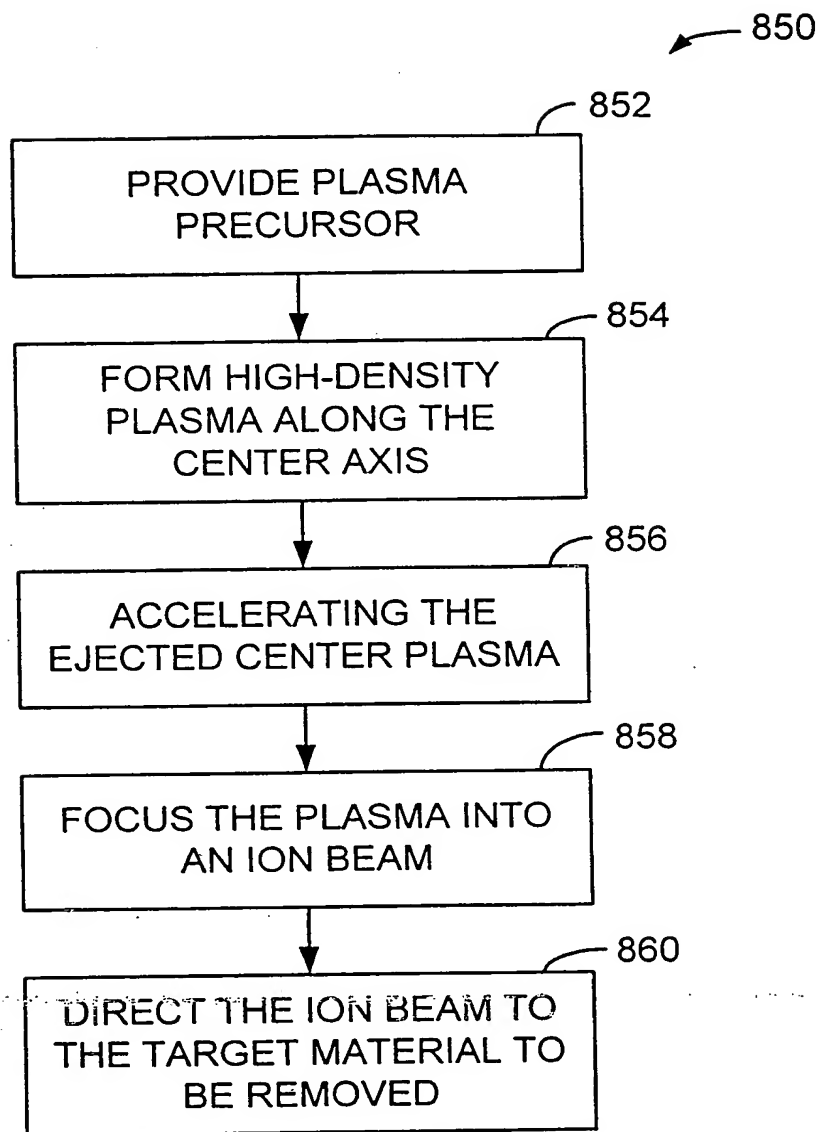 850
852
PROVIDE PLASMA
PRECURSOR
854
FORM HIGH-DENSITY
PLASMA ALONG THE
CENTER AXIS
856
ACCELERATING THE
EJECTED CENTER PLASMA
858
FOCUS THE PLASMA INTO
AN ION BEAM
860
DIRECT THE ION BEAM TO
THE TARGET MATERIAL TO
BE REMOVED